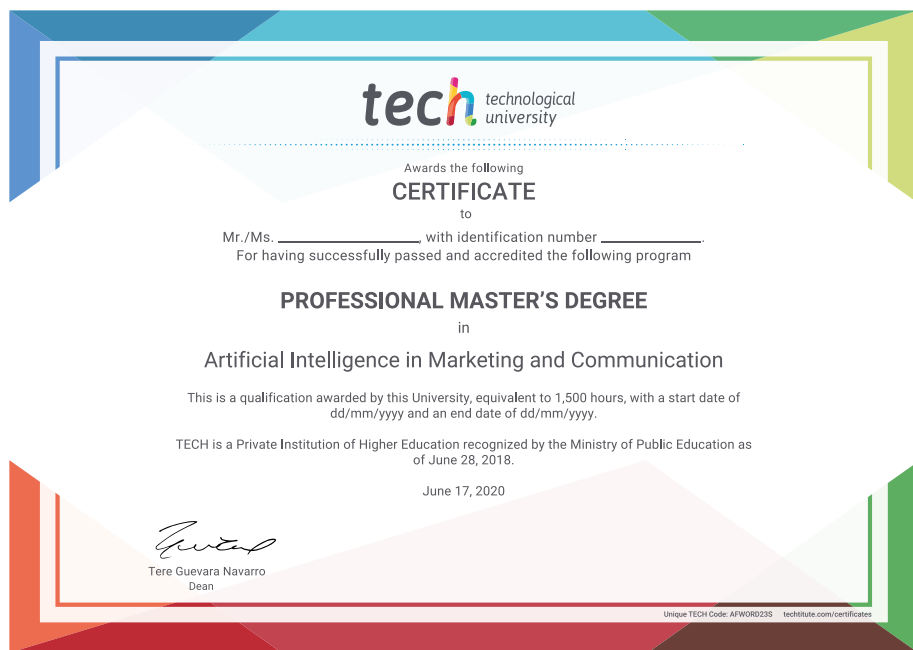 tech technological
university
Awards the following
CERTIFICATE
to
Mr./Ms. ____________________, with identification number ______________.
For having successfully passed and accredited the following program
PROFESSIONAL MASTER'S DEGREE
in
Artificial Intelligence in Marketing and Communication
This is a qualification awarded by this University, equivalent to 1,500 hours, with a start date of
dd/mm/yyyy and an end date of dd/mm/yyyy.
TECH is a Private Institution of Higher Education recognized by the Ministry of Public Education as
of June 28, 2018.
June 17, 2020
Tere Guevara Navarro
Dean
Unique TECH Code: AFWORD23S techtitute.com/certificates